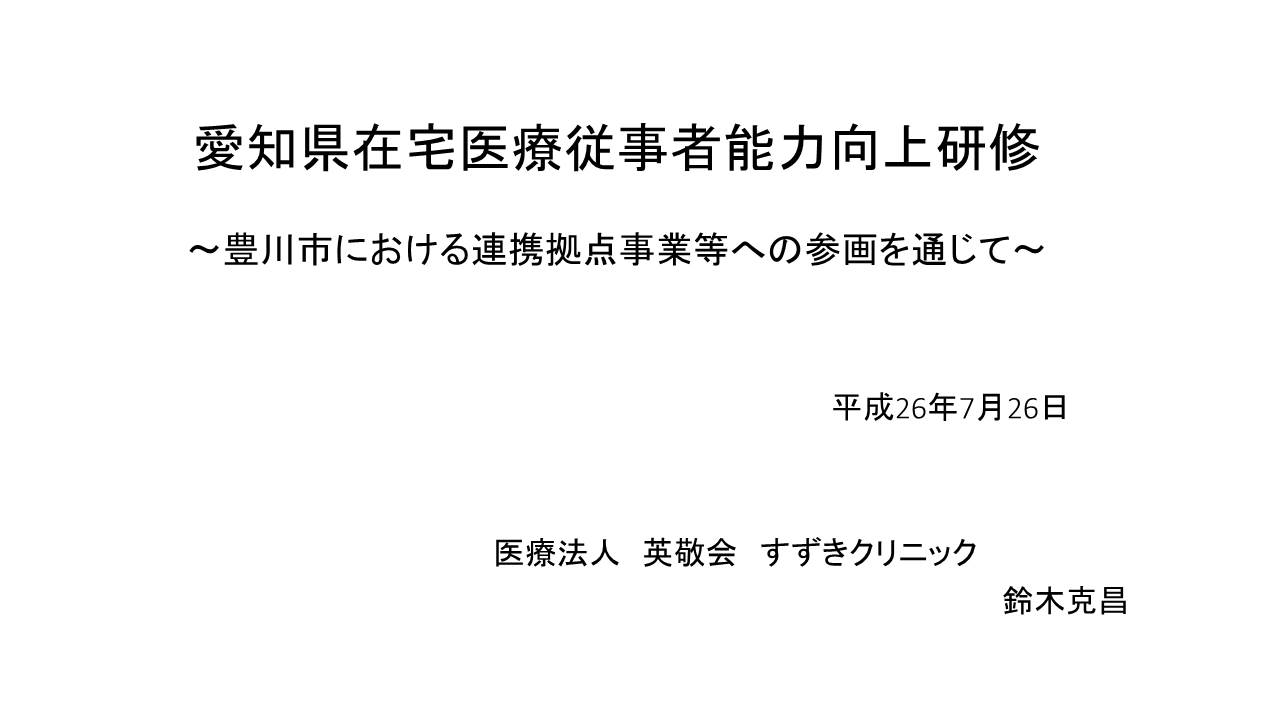 愛知県在宅医療従事者能力向上研修
～豊川市における連携拠点事業等への参画を通じて～
平成26年7月26日
医療法人　英敬会　すずきクリニック
鈴木克昌